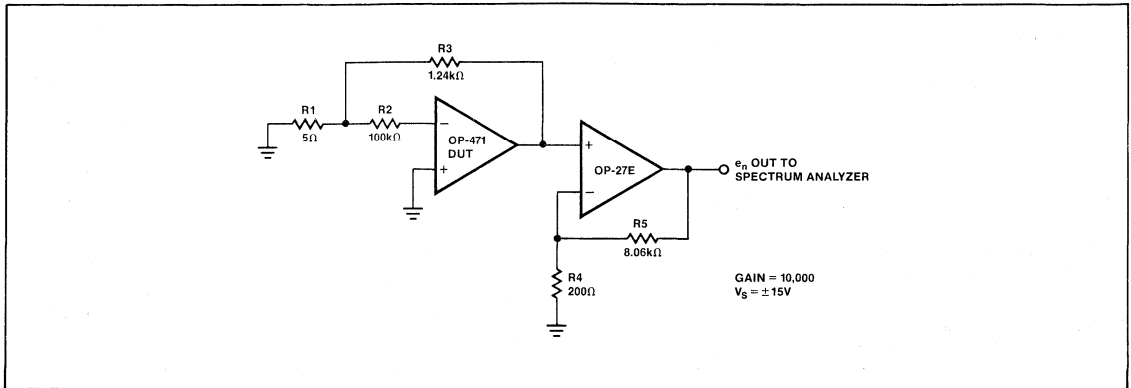 R3
1.24kΩ
R1
5Ω
R2
100kΩ
−
OP-471
DUT
+
+
OP-27E
−
en OUT TO
SPECTRUM ANALYZER
R5
8.06kΩ
R4
200Ω
GAIN = 10,000
VS = ±15V